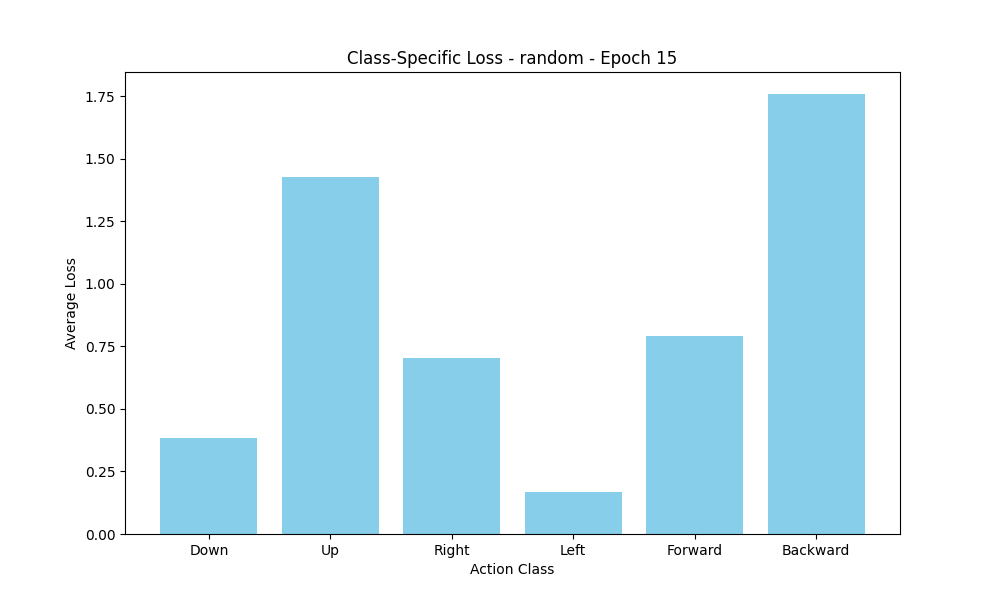 Class-Specific Loss - random - Epoch 15
1.75
1.50
1.25
1.00
0.75
0.50
0.25
0.00
Average Loss
Down Up Right Left Forward Backward
Action Class